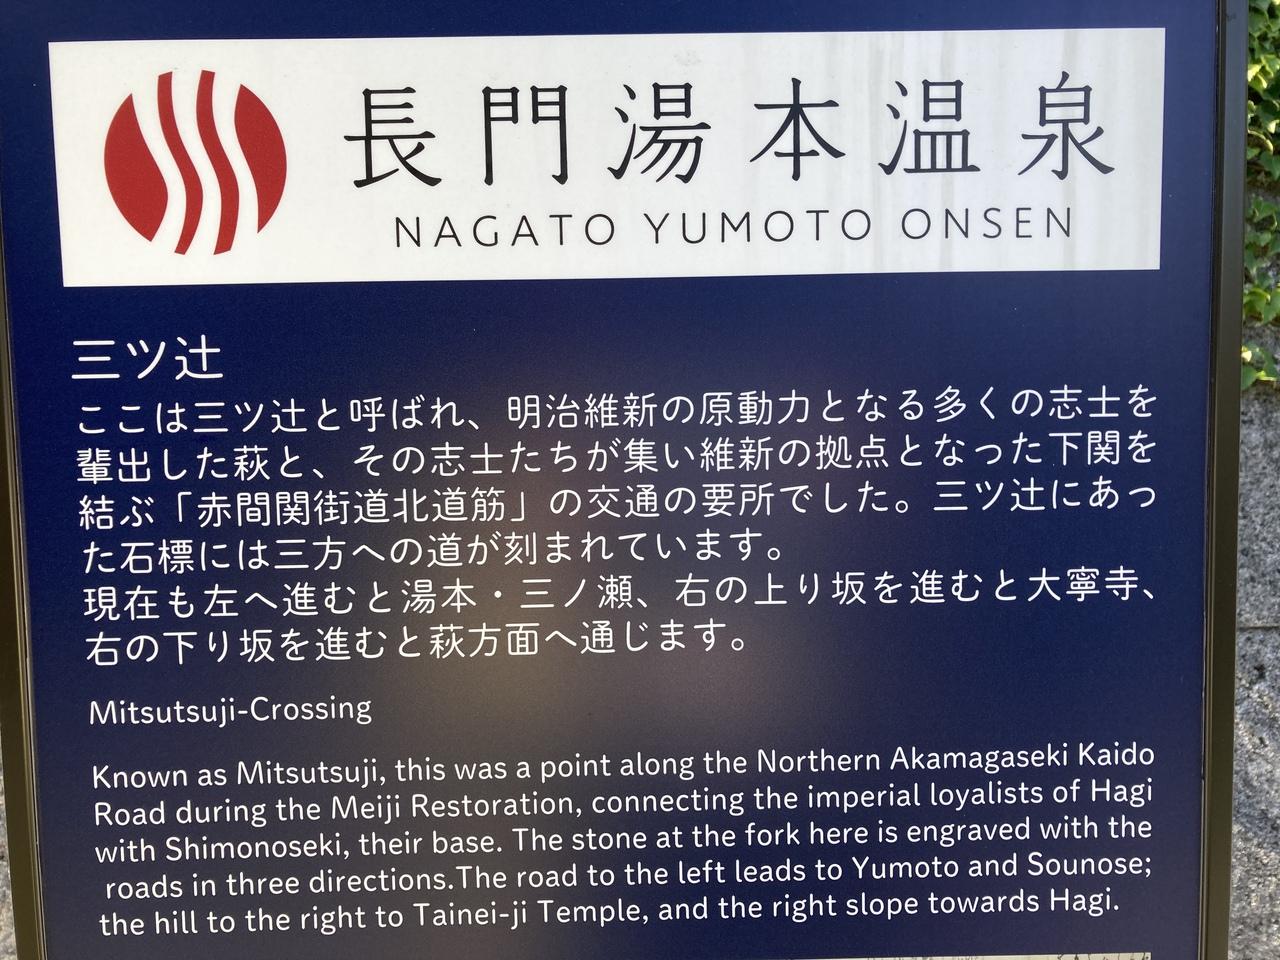 長門湯本温泉
NAGATO YUMOTO ONSEN
三ツ辻
ここは三ツ辻と呼ばれ、明治維新の原動力となる多くの志士を
輩出した萩と、その志士たちが集い維新の拠点となった下関を
結ぶ「赤間関街道北道筋」の交通の要所でした。三ツ辻にあっ
た石標には三方への道が刻まれています。
現在も左へ進むと湯本・三ノ瀬、右の上り坂を進むと大寧寺、
右の下り坂を進むと萩方面へ通じます。
Mitsutsuji-Crossing
Known as Mitsutsuji, this was a point along the Northern Akamagaseki Kaido
Road during the Meiji Restoration, connecting the imperial loyalists of Hagi
with Shimonoseki, their base. The stone at the fork here is engraved with the
roads in three directions.The road to the left leads to Yumoto and Sounose;
the hill to the right to Tainei-ji Temple, and the right slope towards Hagi.